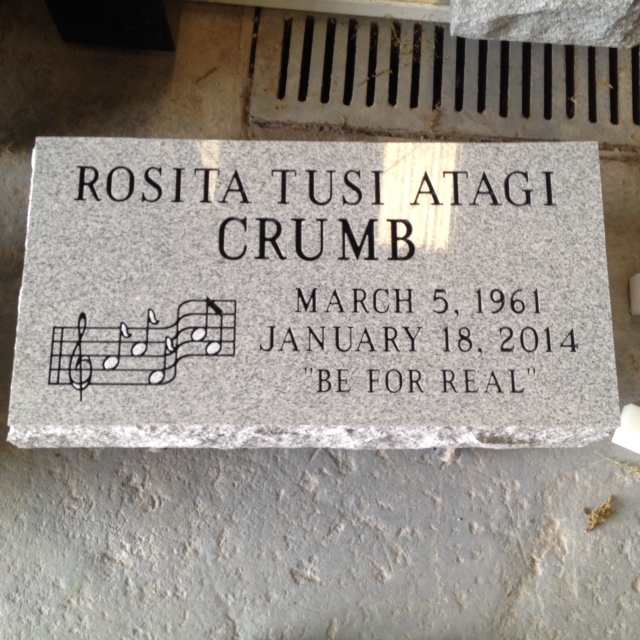 ROSITA TUSI ATAGI
CRUMB
MARCH 5, 1961
JANUARY 18, 2014
"BE FOR REAL"